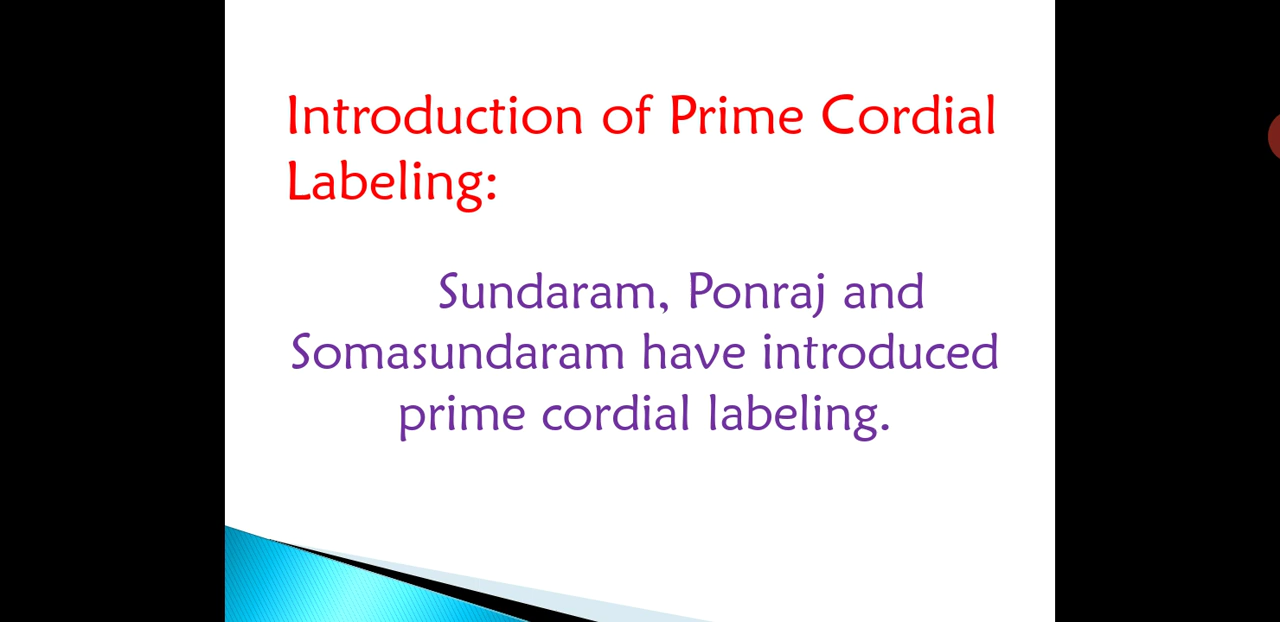 Introduction of Prime Cordial
Labeling:
Sundaram, Ponraj and
Somasundaram have introduced
prime cordial labeling.